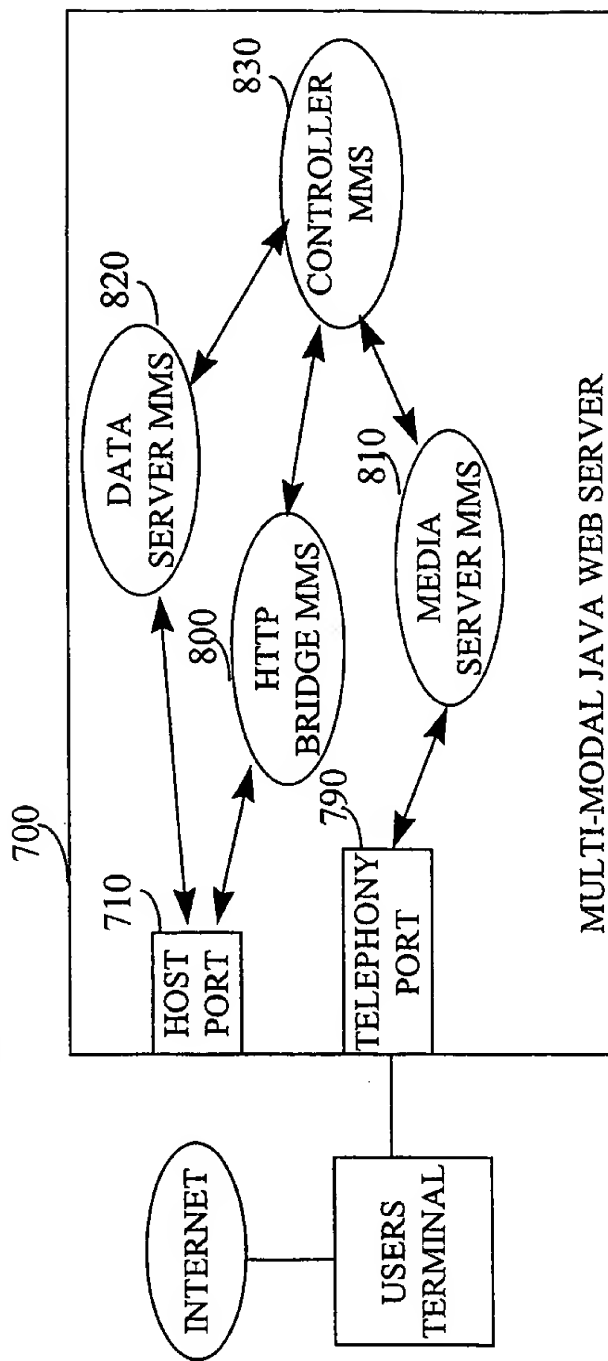 700
INTERNET
USERS
TERMINAL
710
HOST
PORT
790
TELEPHONY
PORT
800
HTTP
BRIDGE MMS
820
DATA
SERVER MMS
810
MEDIA
SERVER MMS
830
CONTROLLER
MMS
MULTI-MODAL JAVA WEB SERVER